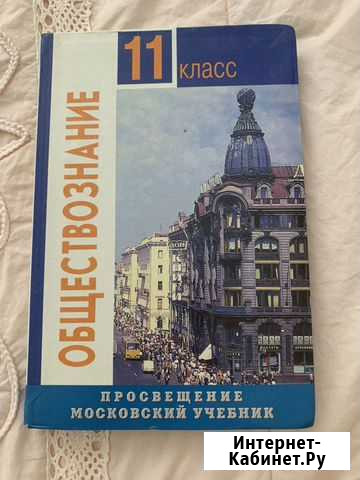 11 класс
ОБЩЕСТВОЗНАНИЕ
ПРОСВЕЩЕНИЕ
МОСКОВСКИЙ УЧЕБНИК
Интернет-
Кабинет.Ру